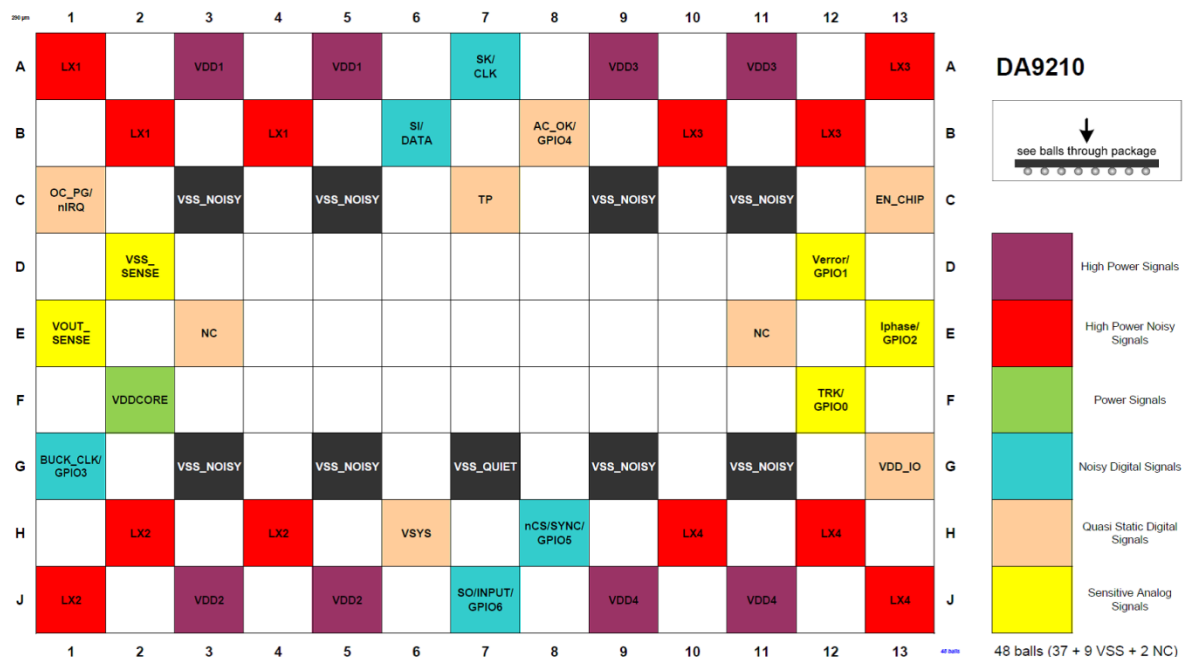 250 µm 1 2 3 4 5 6 7 8 9 10 11 12 13
A LX1 VDD1 VDD1 SK/ VDD3 VDD3 LX3 A
CLK
DA9210
B LX1 LX1 SI/ AC_OK/ LX3 LX3 B
DATA GPIO4
see balls through package
C OC_PG/ VSS_NOISY VSS_NOISY TP VSS_NOISY VSS_NOISY EN_CHIP C
nIRQ
D VSS_ Verror/ D
SENSE GPIO1
High Power Signals
E VOUT_ NC NC Iphase/ E
SENSE GPIO2
High Power Noisy
Signals
F VDDCORE TRK/ F
GPIO0
Power Signals
G BUCK_CLK/ VSS_NOISY VSS_NOISY VSS_QUIET VSS_NOISY VSS_NOISY VDD_IO G
GPIO3
Noisy Digital Signals
H LX2 LX2 VSYS nCS/SYNC/ LX4 LX4 H
GPIO5
Quasi Static Digital
Signals
J LX2 VDD2 VDD2 SO/INPUT/ VDD4 VDD4 LX4 J
GPIO6
Sensitive Analog
Signals
1 2 3 4 5 6 7 8 9 10 11 12 13 48 balls
48 balls (37 + 9 VSS + 2 NC)